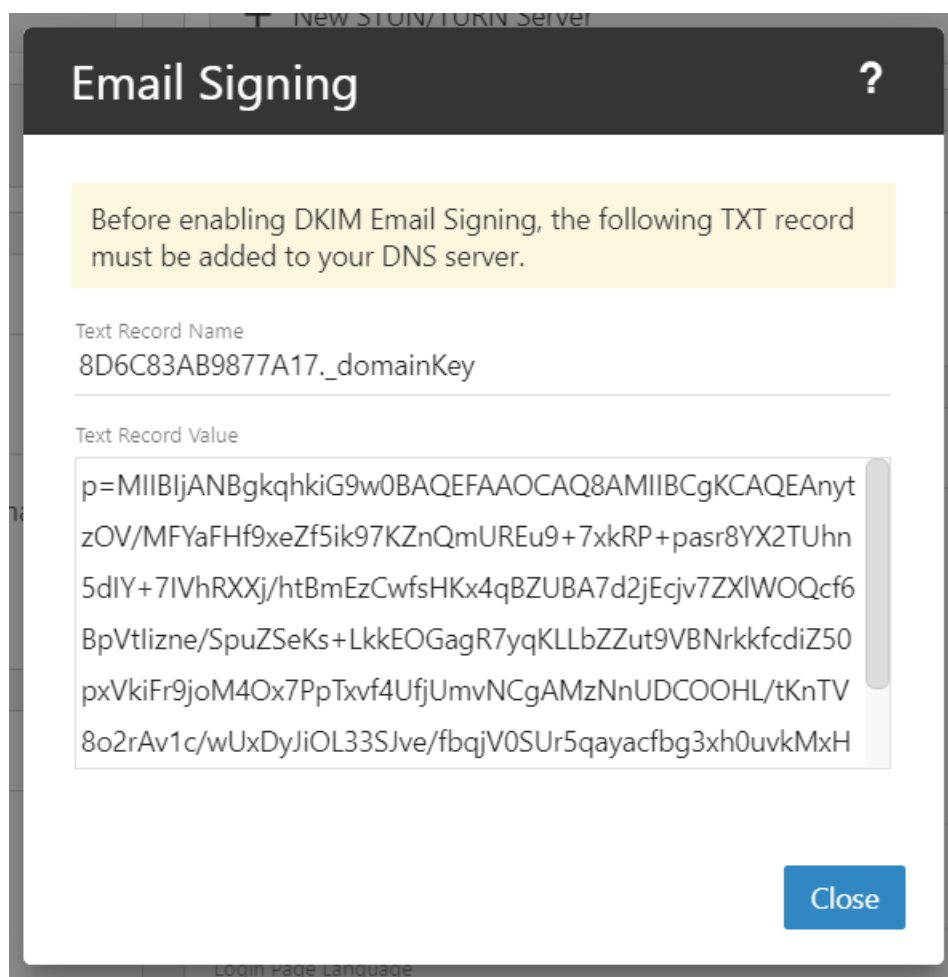 New STUN/TURN Server
Email Signing
?
Before enabling DKIM Email Signing, the following TXT record
must be added to your DNS server.
Text Record Name
8D6C83AB9877A17._domainKey
Text Record Value
p=MIIBIjANBgkqhkiG9w0BAQEFAAOCAQ8AMIIBCgKCAQEAnyt
zOV/MFYaFHf9xeZf5ik97KZnQmUREu9+7xkRP+pasr8YX2TUhn
5dIY+7IVhRXXj/htBmEzCwfsHKx4qBZUBA7d2jEcjv7ZXlWOQcf6
BpVtIizne/SpuZSeKs+LkkEOGagR7yqKLLbZZut9VBNrkkfcdiZ50
pxVkiFr9joM4Ox7PpTxvf4UfjUmvNCgAMzNnUDCOOHL/tKnTV
8o2rAv1c/wUxDyJiOL33SJve/fbqjV0SUr5qayacfbg3xh0uvkMxH
Close
Login Page Language